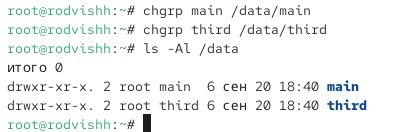 root@rodvishh:~# chgrp main /data/main
root@rodvishh:~# chgrp third /data/third
root@rodvishh:~# ls -Al /data
итого 0
drwxr-xr-x. 2 root main  6 сен 20 18:40 main
drwxr-xr-x. 2 root third 6 сен 20 18:40 third
root@rodvishh:~#